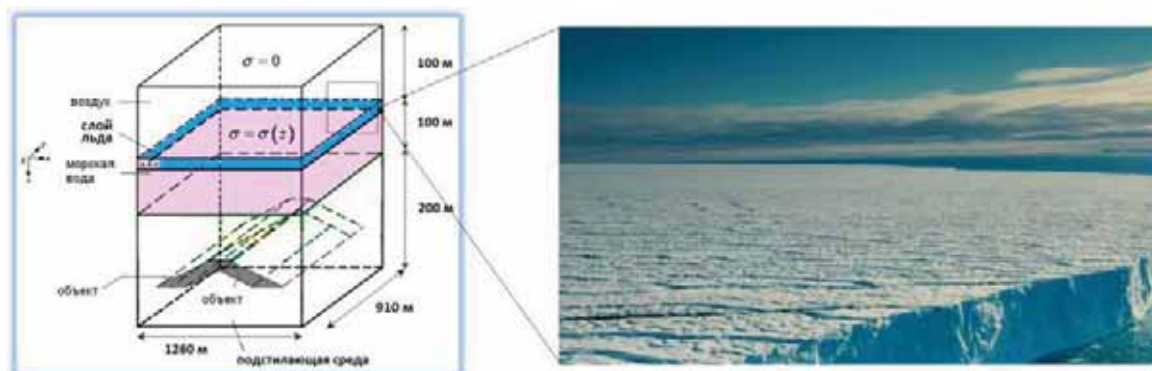 σ = 0
100 м
воздух
слой
льда
σ = σ(z)
100 м
морская
вода
200 м
объект
объект
910 м
1260 м
подстилающая среда